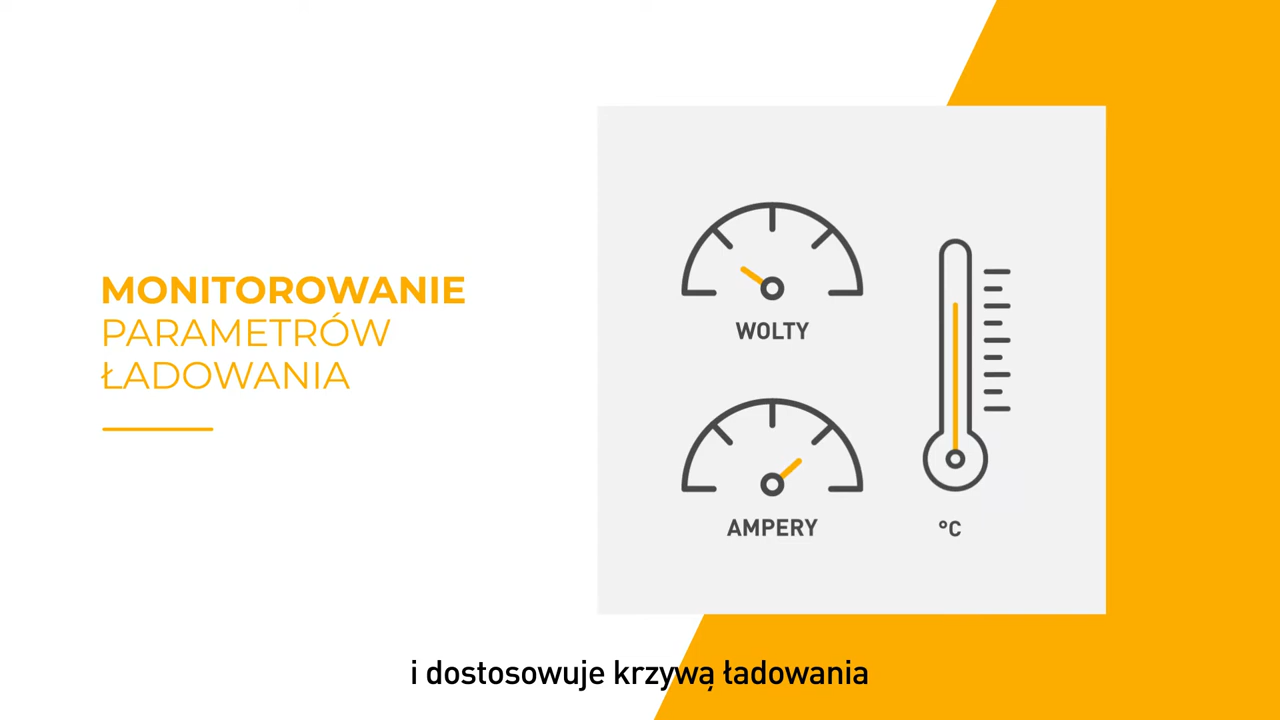 MONITOROWANIE
PARAMETRÓW
ŁADOWANIA
WOLTY
AMPERY
°C
i dostosowuje krzywą ładowania